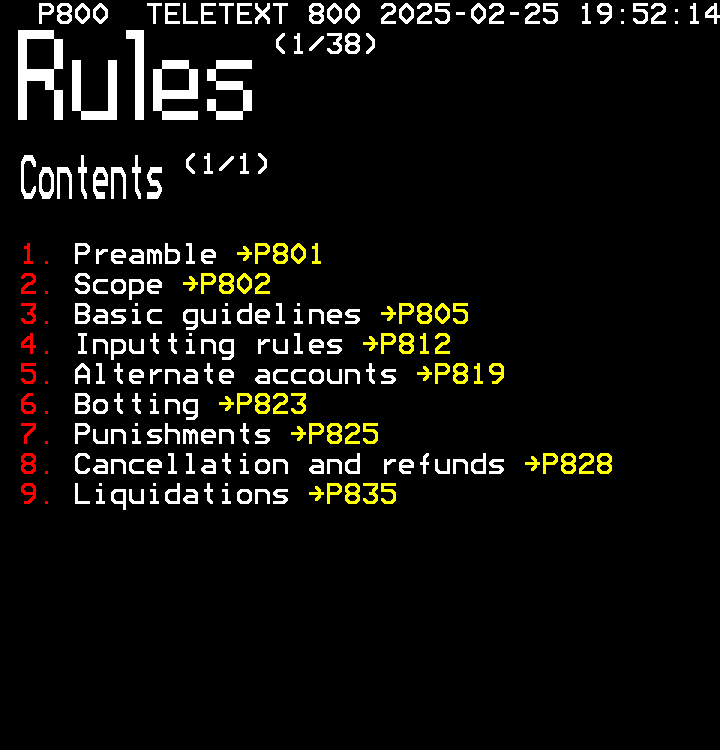 P800 TELETEXT 800 2025-02-25 19:52:14
Rules (1/38)
Contents (1/1)
1. Preamble →P801
2. Scope →P802
3. Basic guidelines →P805
4. Inputting rules →P812
5. Alternate accounts →P819
6. Botting →P823
7. Punishments →P825
8. Cancellation and refunds →P828
9. Liquidations →P835